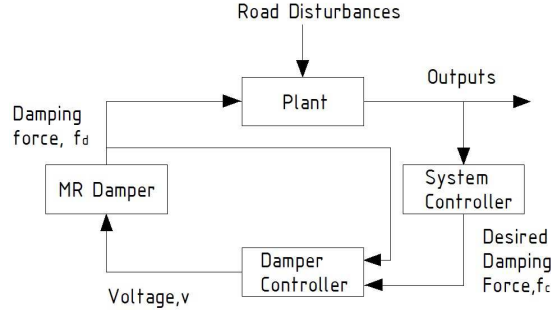 Road Disturbances
Plant
Outputs
Damping
force, fd
MR Damper
System
Controller
Damper
Controller
Desired
Damping
Force,fc
Voltage,v